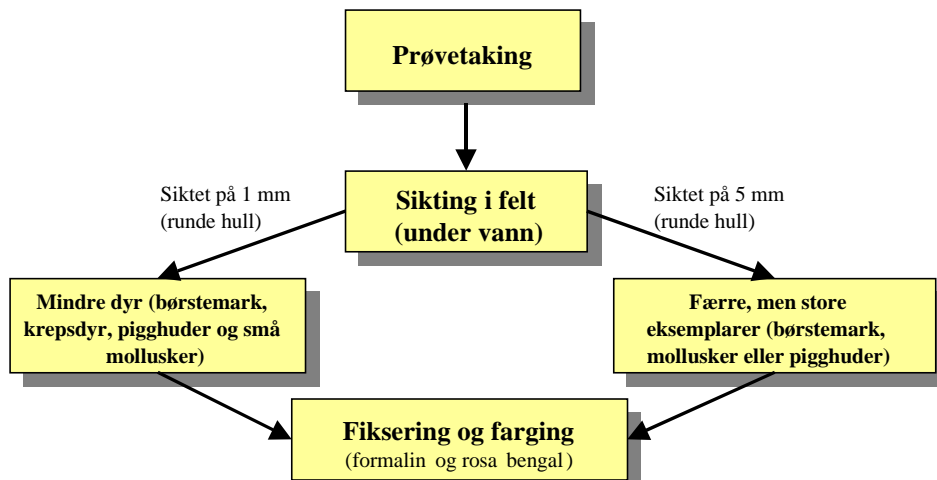 Prøvetaking
Siktet på 1 mm
(runde hull)
Sikting i felt
(under vann)
Siktet på 5 mm
(runde hull)
Mindre dyr (børstemark,
krepsdyr, pigghuder og små
mollusker)
Færre, men store
eksemplarer (børstemark,
mollusker eller pigghuder)
Fiksering og farging
(formalin og rosa bengal)